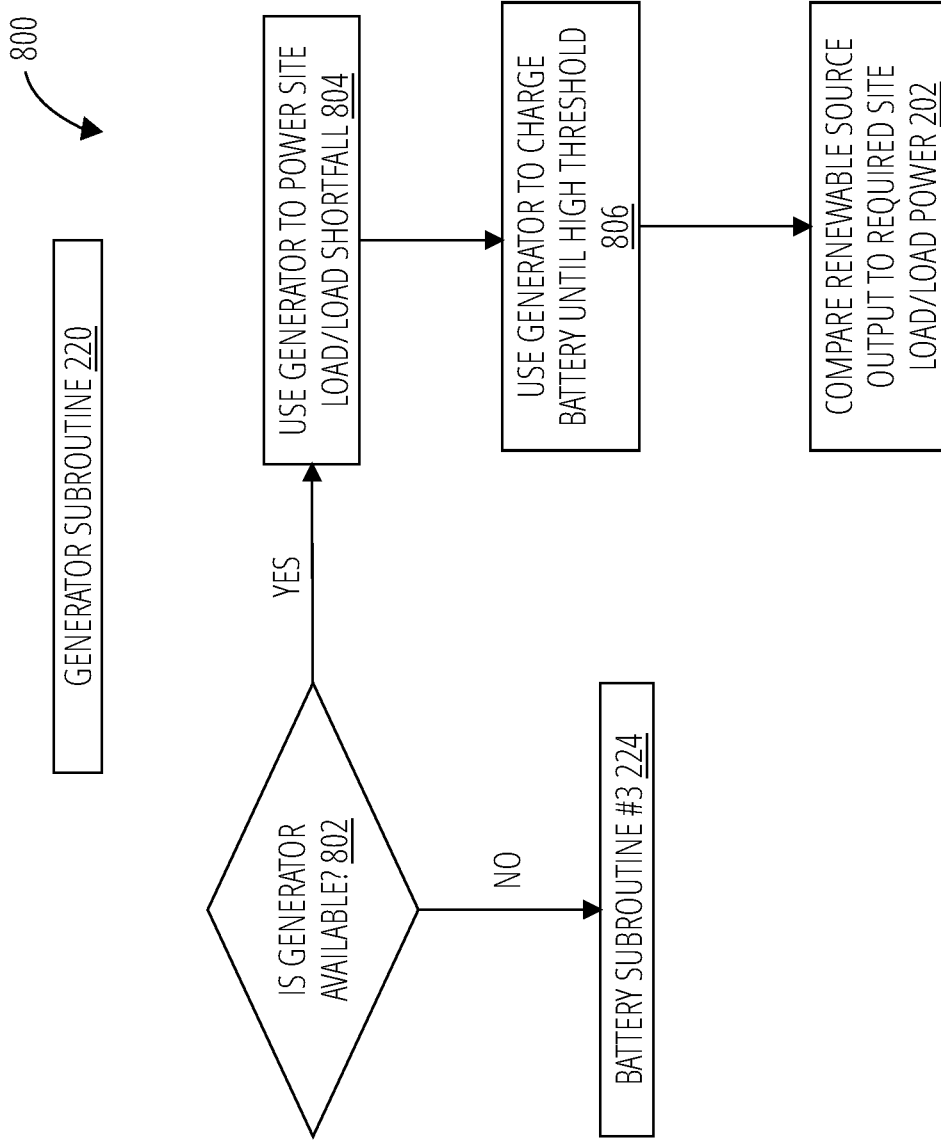 800
GENERATOR SUBROUTINE 220
IS GENERATOR
AVAILABLE? 802
YES
NO
USE GENERATOR TO POWER SITE
LOAD/LOAD SHORTFALL 804
USE GENERATOR TO CHARGE
BATTERY UNTIL HIGH THRESHOLD
806
BATTERY SUBROUTINE #3 224
COMPARE RENEWABLE SOURCE
OUTPUT TO REQUIRED SITE
LOAD/LOAD POWER 202